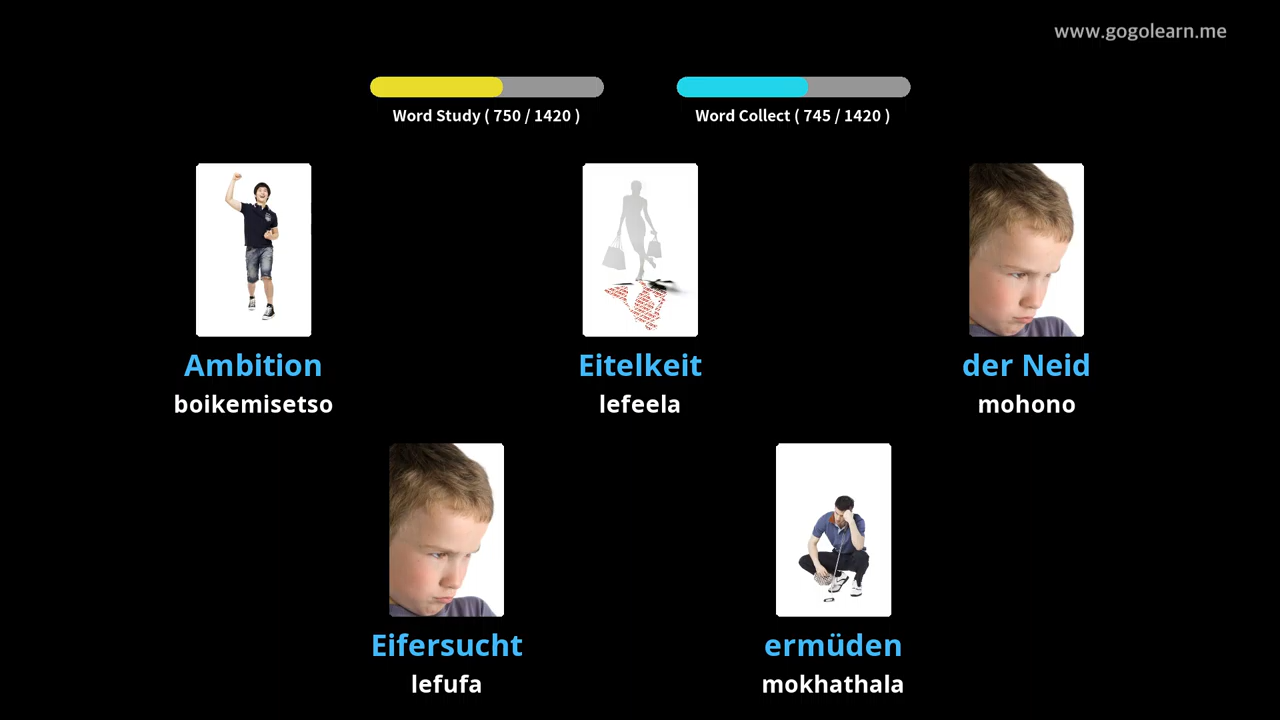 www.gogolearn.me
Word Study ( 750 / 1420 )
Word Collect ( 745 / 1420 )
Ambition
boikemisetso
Eitelkeit
lefeela
der Neid
mohono
Eifersucht
lefufa
ermüden
mokhathala